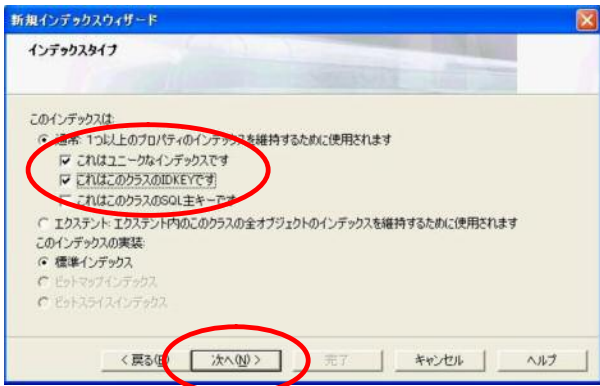 新規インデックスウィザード
インデックスタイプ
このインデックスは:
通常: 1つ以上のプロパティのインデックスを維持するために使用されます
これはユニークなインデックスです
これはこのクラスのIDKEYです
これはこのクラスのSQL主キーです
エクステント: エクステント内のこのクラスの全オブジェクトのインデックスを維持するために使用されます
このインデックスの実装:
標準インデックス
ビットマップインデックス
ビットスライスインデックス
< 戻る(B) 次へ(N) > 完了 キャンセル ヘルプ